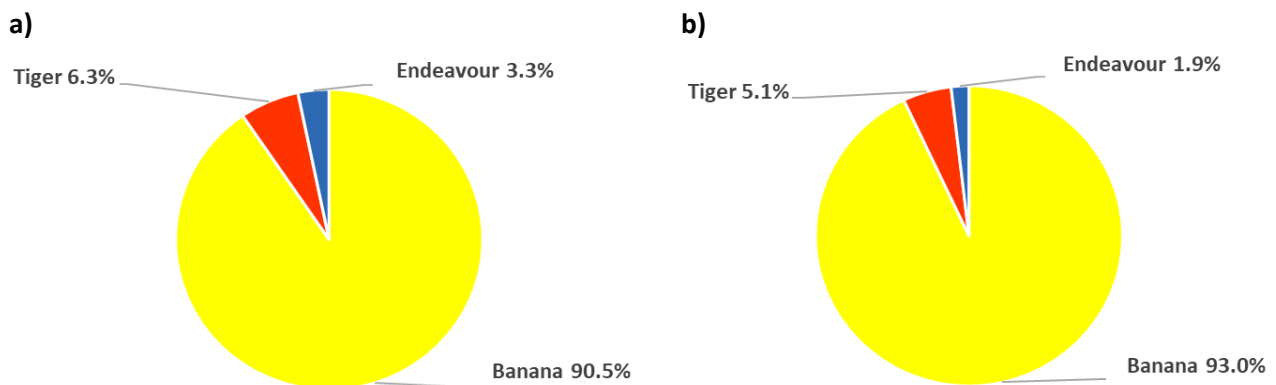 a)
Tiger 6.3%
Endeavour 3.3%
Banana 90.5%
b)
Tiger 5.1%
Endeavour 1.9%
Banana 93.0%